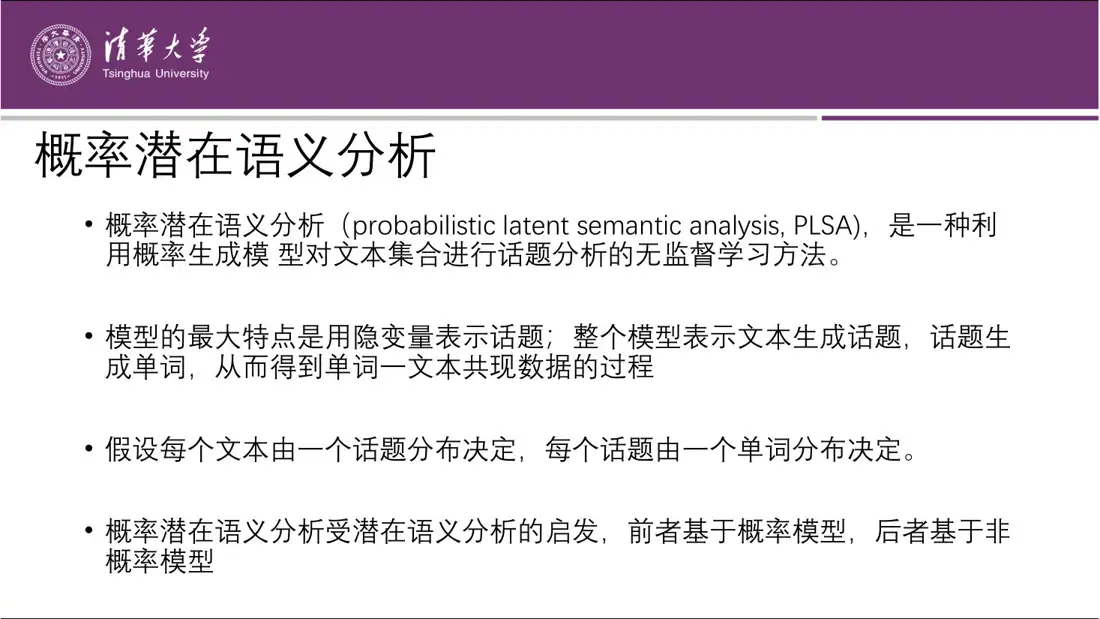 清华大学
Tsinghua University
概率潜在语义分析
• 概率潜在语义分析（probabilistic latent semantic analysis, PLSA)，是一种利
用概率生成模 型对文本集合进行话题分析的无监督学习方法。
• 模型的最大特点是用隐变量表示话题；整个模型表示文本生成话题，话题生
成单词，从而得到单词一文本共现数据的过程
• 假设每个文本由一个话题分布决定，每个话题由一个单词分布决定。
• 概率潜在语义分析受潜在语义分析的启发，前者基于概率模型，后者基于非
概率模型